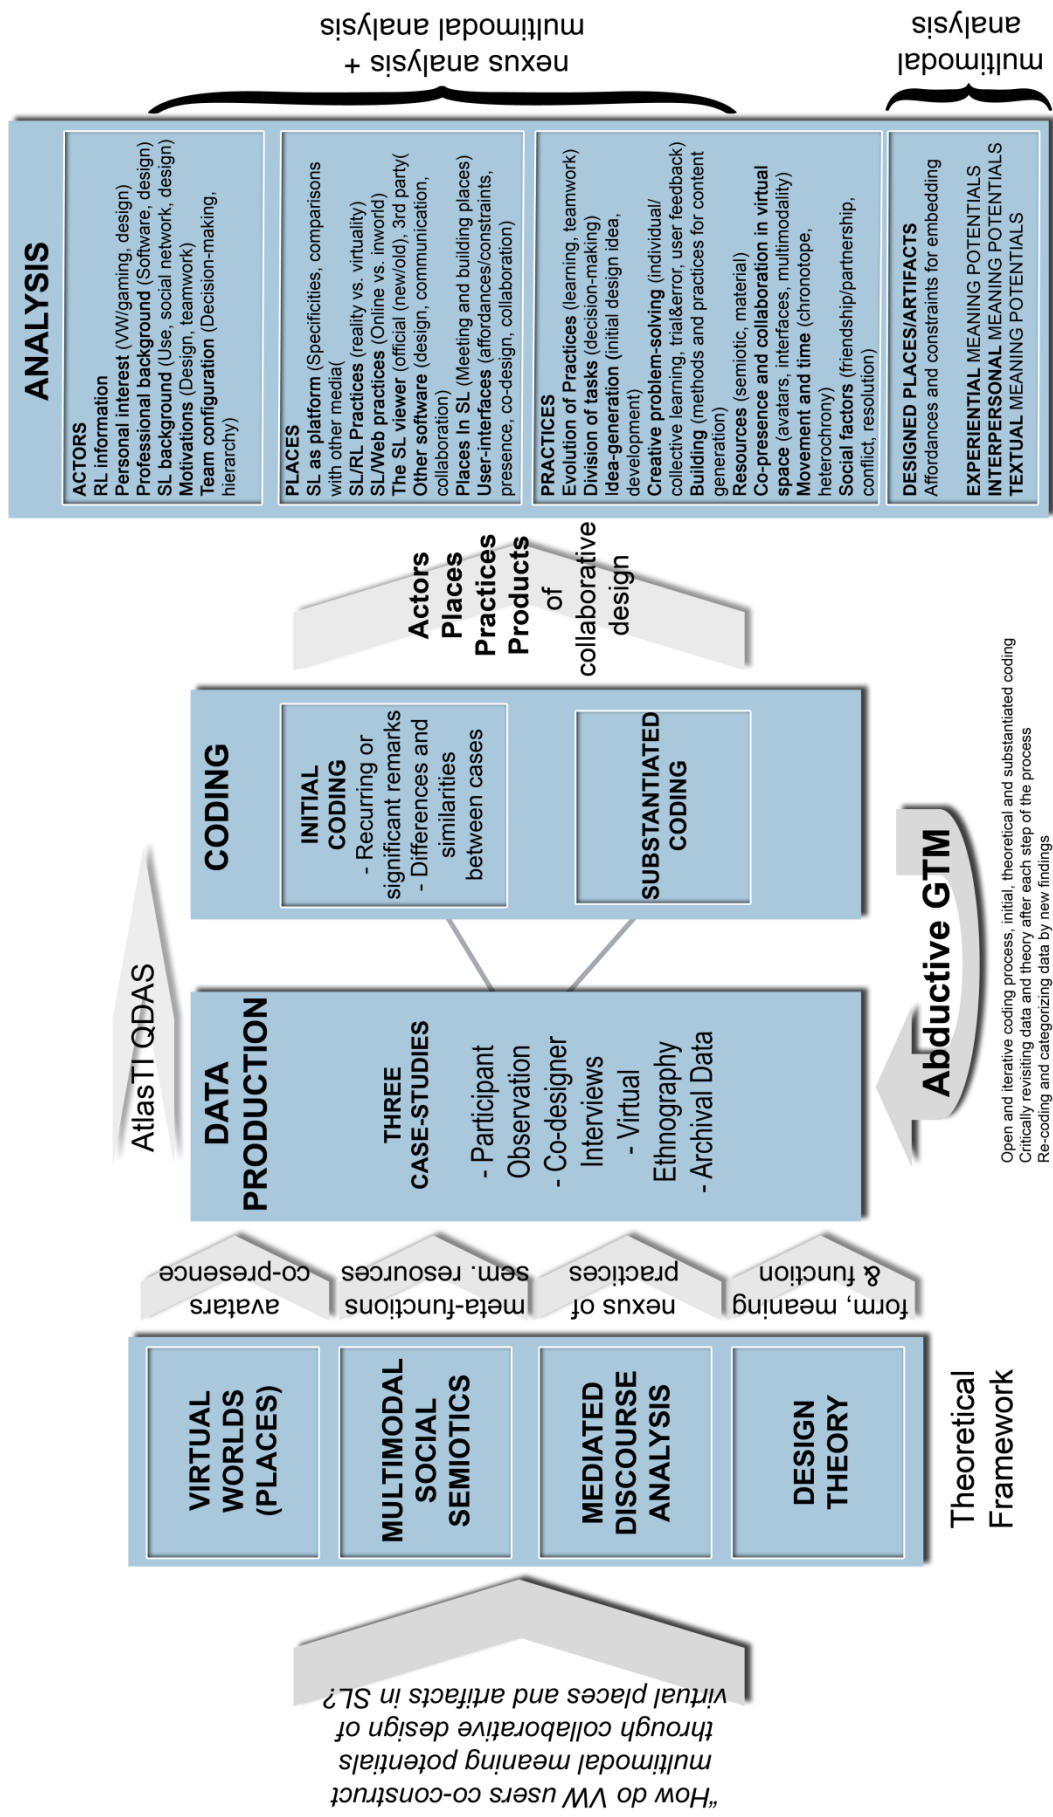 "How do VW users co-construct
multimodal meaning potentials
through collaborative design of
virtual places and artifacts in SL?
VIRTUAL
WORLDS
(PLACES)
MULTIMODAL
SOCIAL
SEMIOTICS
MEDIATED
DISCOURSE
ANALYSIS
DESIGN
THEORY
Theoretical
Framework
avatars
co-presence
meta-functions
sem. resources
nexus of
practices
form, meaning,
& function
AtlasTI QDAS
DATA
PRODUCTION
THREE
CASE-STUDIES
- Participant
Observation
- Co-designer
Interviews
- Virtual
Ethnography
- Archival Data
CODING
INITIAL
CODING
- Recurring or
significant remarks
- Differences and
similarities
between cases
SUBSTANTIATED
CODING
Abductive GTM
Open and iterative coding process, initial, theoretical and substantiated coding
Critically revisiting data and theory after each step of the process
Re-coding and categorizing data by new findings
Actors
Places
Practices
Products
of
collaborative
design
ANALYSIS
ACTORS
RL information
Personal interest (VW/gaming, design)
Professional background (Software, design)
SL background (Use, social network, design)
Motivations (Design, teamwork)
Team configuration (Decision-making,
hierarchy)
PLACES
SL as platform (Specificities, comparisons
with other media(
SL/RL Practices (reality vs. virtuality)
SL/Web practices (Online vs. inworld)
The SL viewer (official (new/old), 3rd party(
Other software (design, communication,
collaboration)
Places In SL (Meeting and building places)
User-interfaces (affordances/constraints,
presence, co-design, collaboration)
PRACTICES
Evolution of Practices (learning, teamwork)
Division of tasks (decision-making)
Idea-generation (initial design idea,
development)
Creative problem-solving (individual/
collective learning, trial&error, user feedback)
Building (methods and practices for content
generation)
Resources (semiotic, material)
Co-presence and collaboration in virtual
space (avatars, interfaces, multimodality)
Movement and time (chronotope,
heterochrony)
Social factors (friendship/partnership,
conflict, resolution)
DESIGNED PLACES/ARTIFACTS
Affordances and constraints for embedding
EXPERIENTIAL MEANING POTENTIALS
INTERPERSONAL MEANING POTENTIALS
TEXTUAL MEANING POTENTIALS
nexus analysis +
multimodal analysis
multimodal
analysis